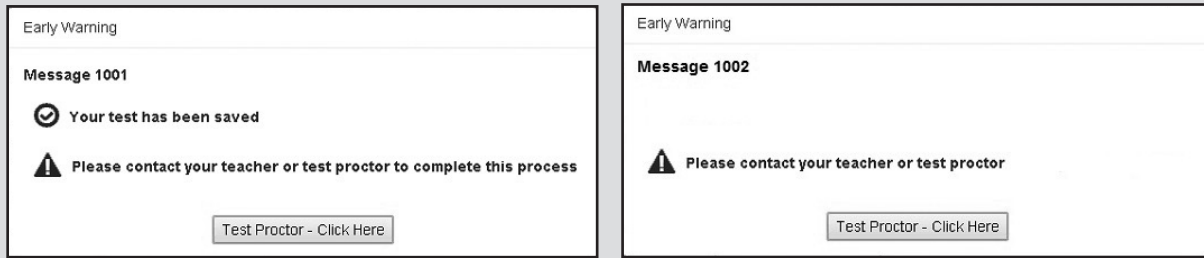 Early Warning
Message 1001
Your test has been saved
Please contact your teacher or test proctor to complete this process
Test Proctor - Click Here
Early Warning
Message 1002
Please contact your teacher or test proctor
Test Proctor - Click Here